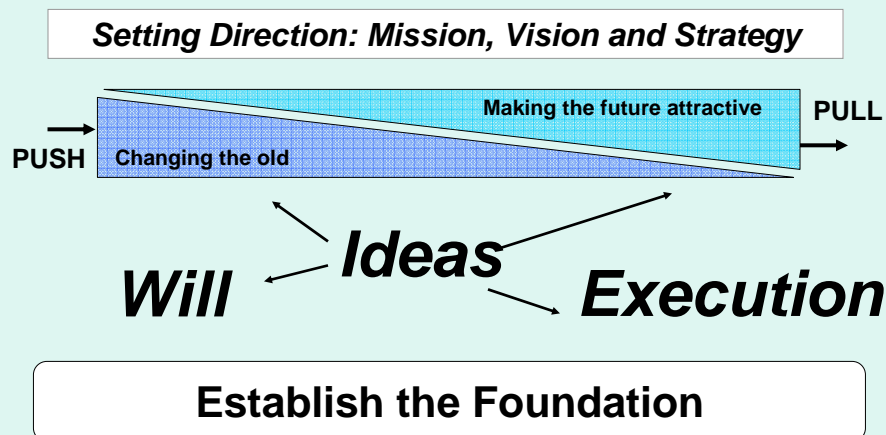 Setting Direction: Mission, Vision and Strategy
Making the future attractive
PULL
PUSH
Changing the old
Ideas
Will
Execution
Establish the Foundation